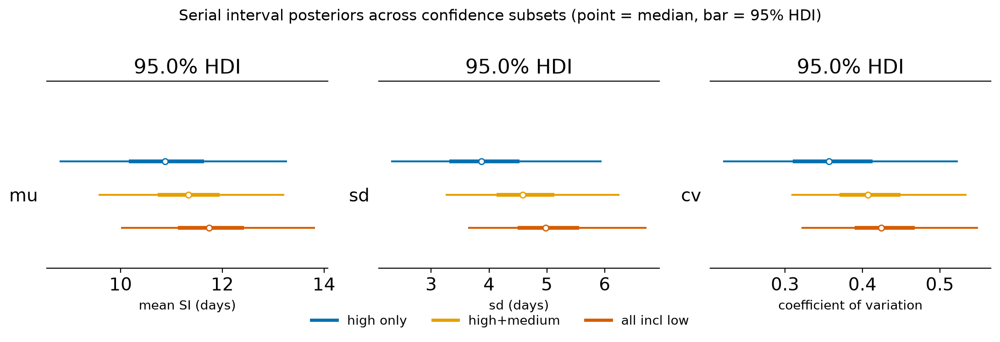 Serial interval posteriors across confidence subsets (point = median, bar = 95% HDI)
95.0% HDI
95.0% HDI
95.0% HDI
mu
sd
cv
10 12 14
3 4 5 6
0.3 0.4 0.5
mean SI (days)
sd (days)
coefficient of variation
high only
high+medium
all incl low